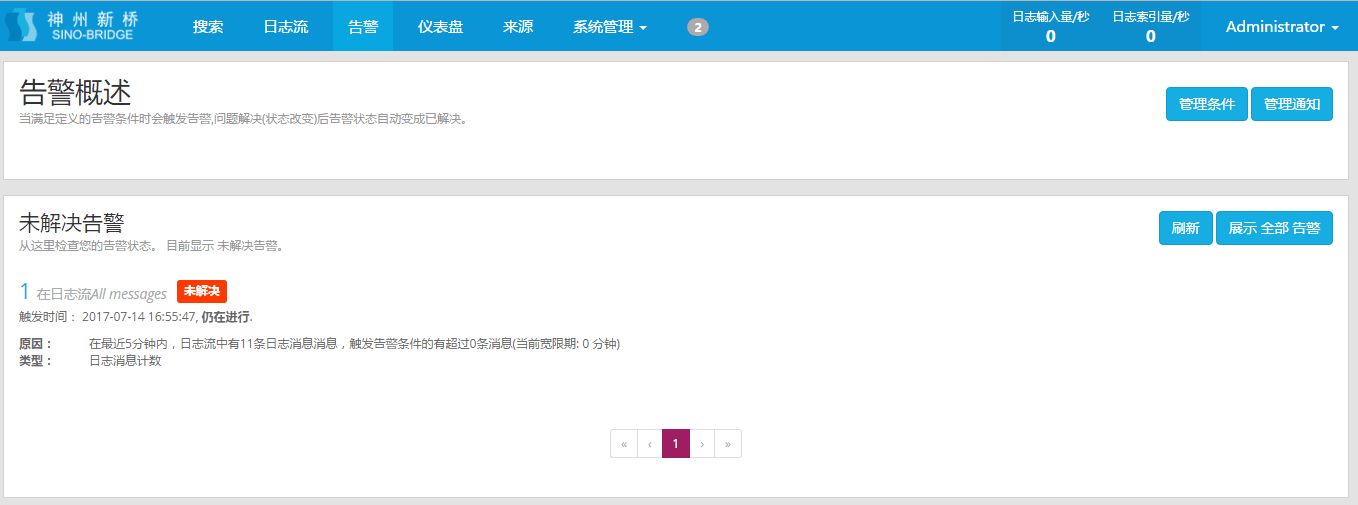 神州新桥
SINO-BRIDGE
搜索 日志流 告警 仪表盘 来源 系统管理 2 日志输入量/秒 日志索引量/秒 Administrator
0 0
告警概述
当满足定义的告警条件时会触发告警,问题解决(状态改变)后告警状态自动变成已解决。
管理条件 管理通知
未解决告警
从这里检查您的告警状态。 目前显示 未解决告警。
刷新 展示 全部 告警
1 在日志流All messages 未解决
触发时间： 2017-07-14 16:55:47, 仍在进行.
原因： 在最近5分钟内，日志流中有11条日志消息消息，触发告警条件的有超过0条消息(当前宽限期: 0 分钟)
类型： 日志消息计数
« ‹ 1 › »